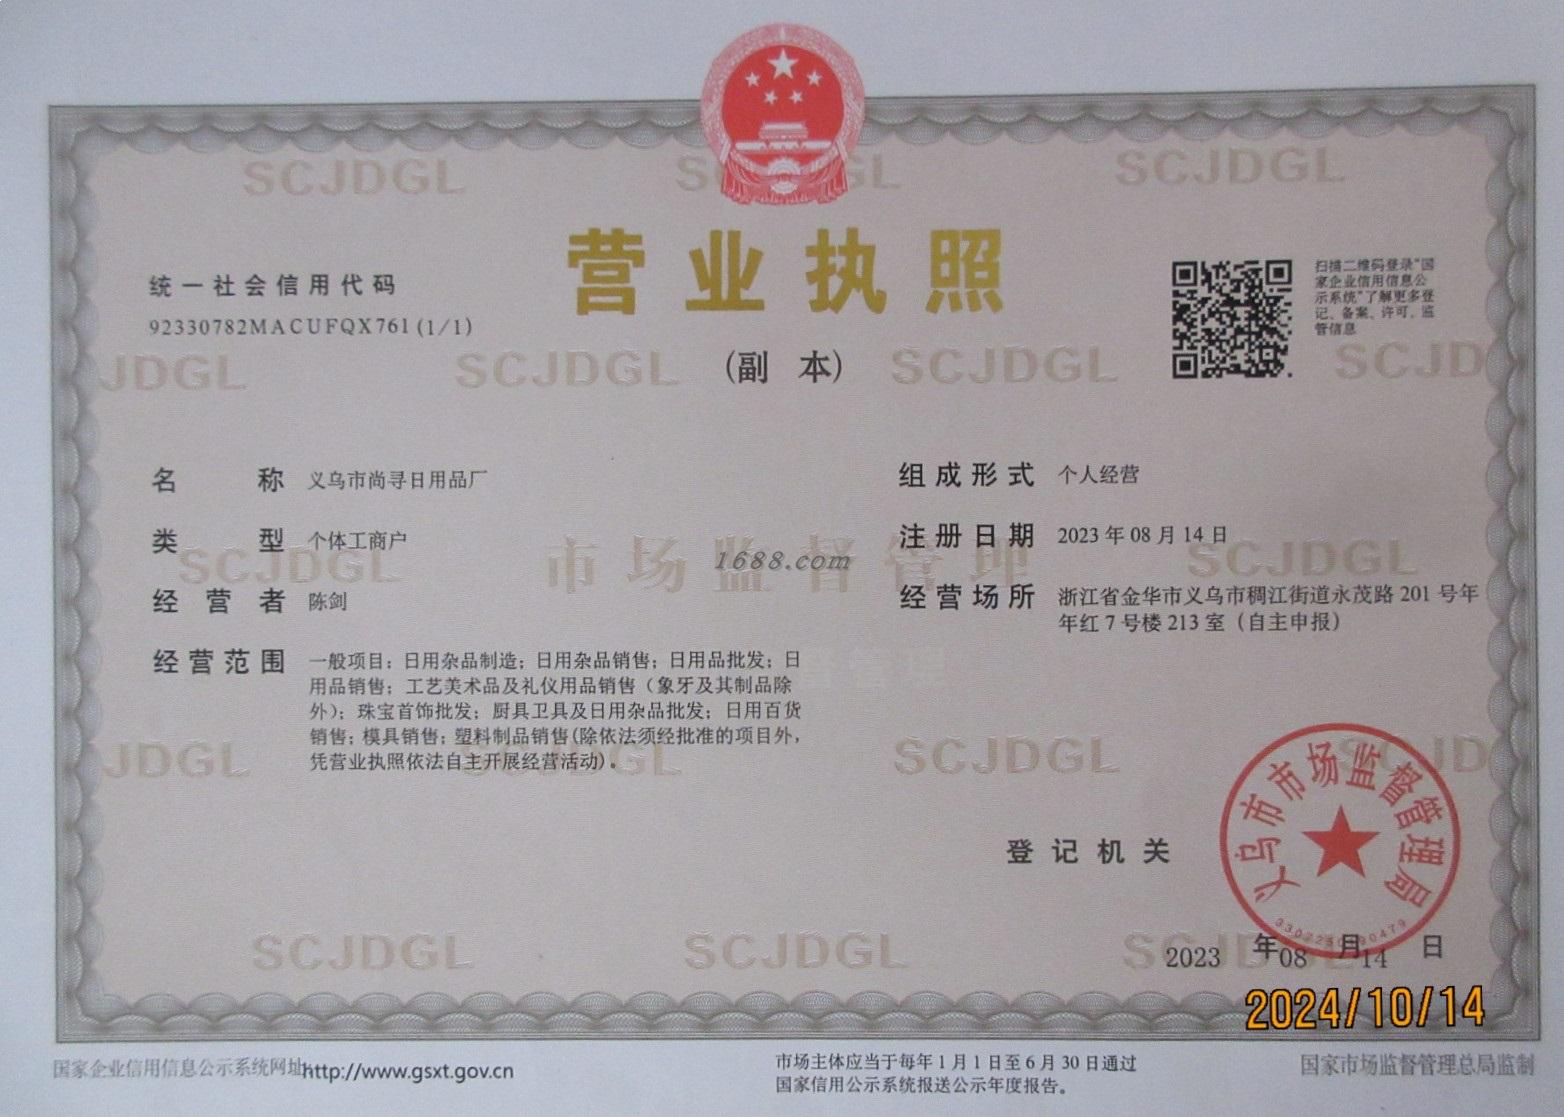 SCJDGL SCJDGL SCJDGL
营业执照
(副 本)
统一社会信用代码
92330782MACUFQX761(1/1)
扫描二维码登录“国
家企业信用信息公
示系统”了解更多登
记、备案、许可、监
管信息
JDGL SCJDGL SCJDGL SCJD
名 称 义乌市尚寻日用品厂
类 型 个体工商户
经 营 者 陈剑
经营范围 一般项目：日用杂品制造；日用杂品销售；日用品批发；日
用品销售；工艺美术品及礼仪用品销售（象牙及其制品除
外）；珠宝首饰批发；厨具卫具及日用杂品批发；日用百货
销售；模具销售；塑料制品销售(除依法须经批准的项目外，
凭营业执照依法自主开展经营活动)。
组成形式 个人经营
注册日期 2023 年 08 月 14 日
经营场所 浙江省金华市义乌市稠江街道永茂路 201 号年
年红 7 号楼 213 室（自主申报）
SCJDGL 市场监督管理 SCJDGL
1688.com
JDGL SCJDGL SCJDGL SCJD
登记机关
义乌市市场监督管理局
2023 年 08 月 14 日
SCJDGL SCJDGL SCJDGL
2024/10/14
国家企业信用信息公示系统网址http://www.gsxt.gov.cn
市场主体应当于每年 1 月 1 日至 6 月 30 日通过
国家信用公示系统报送公示年度报告。
国家市场监督管理总局监制